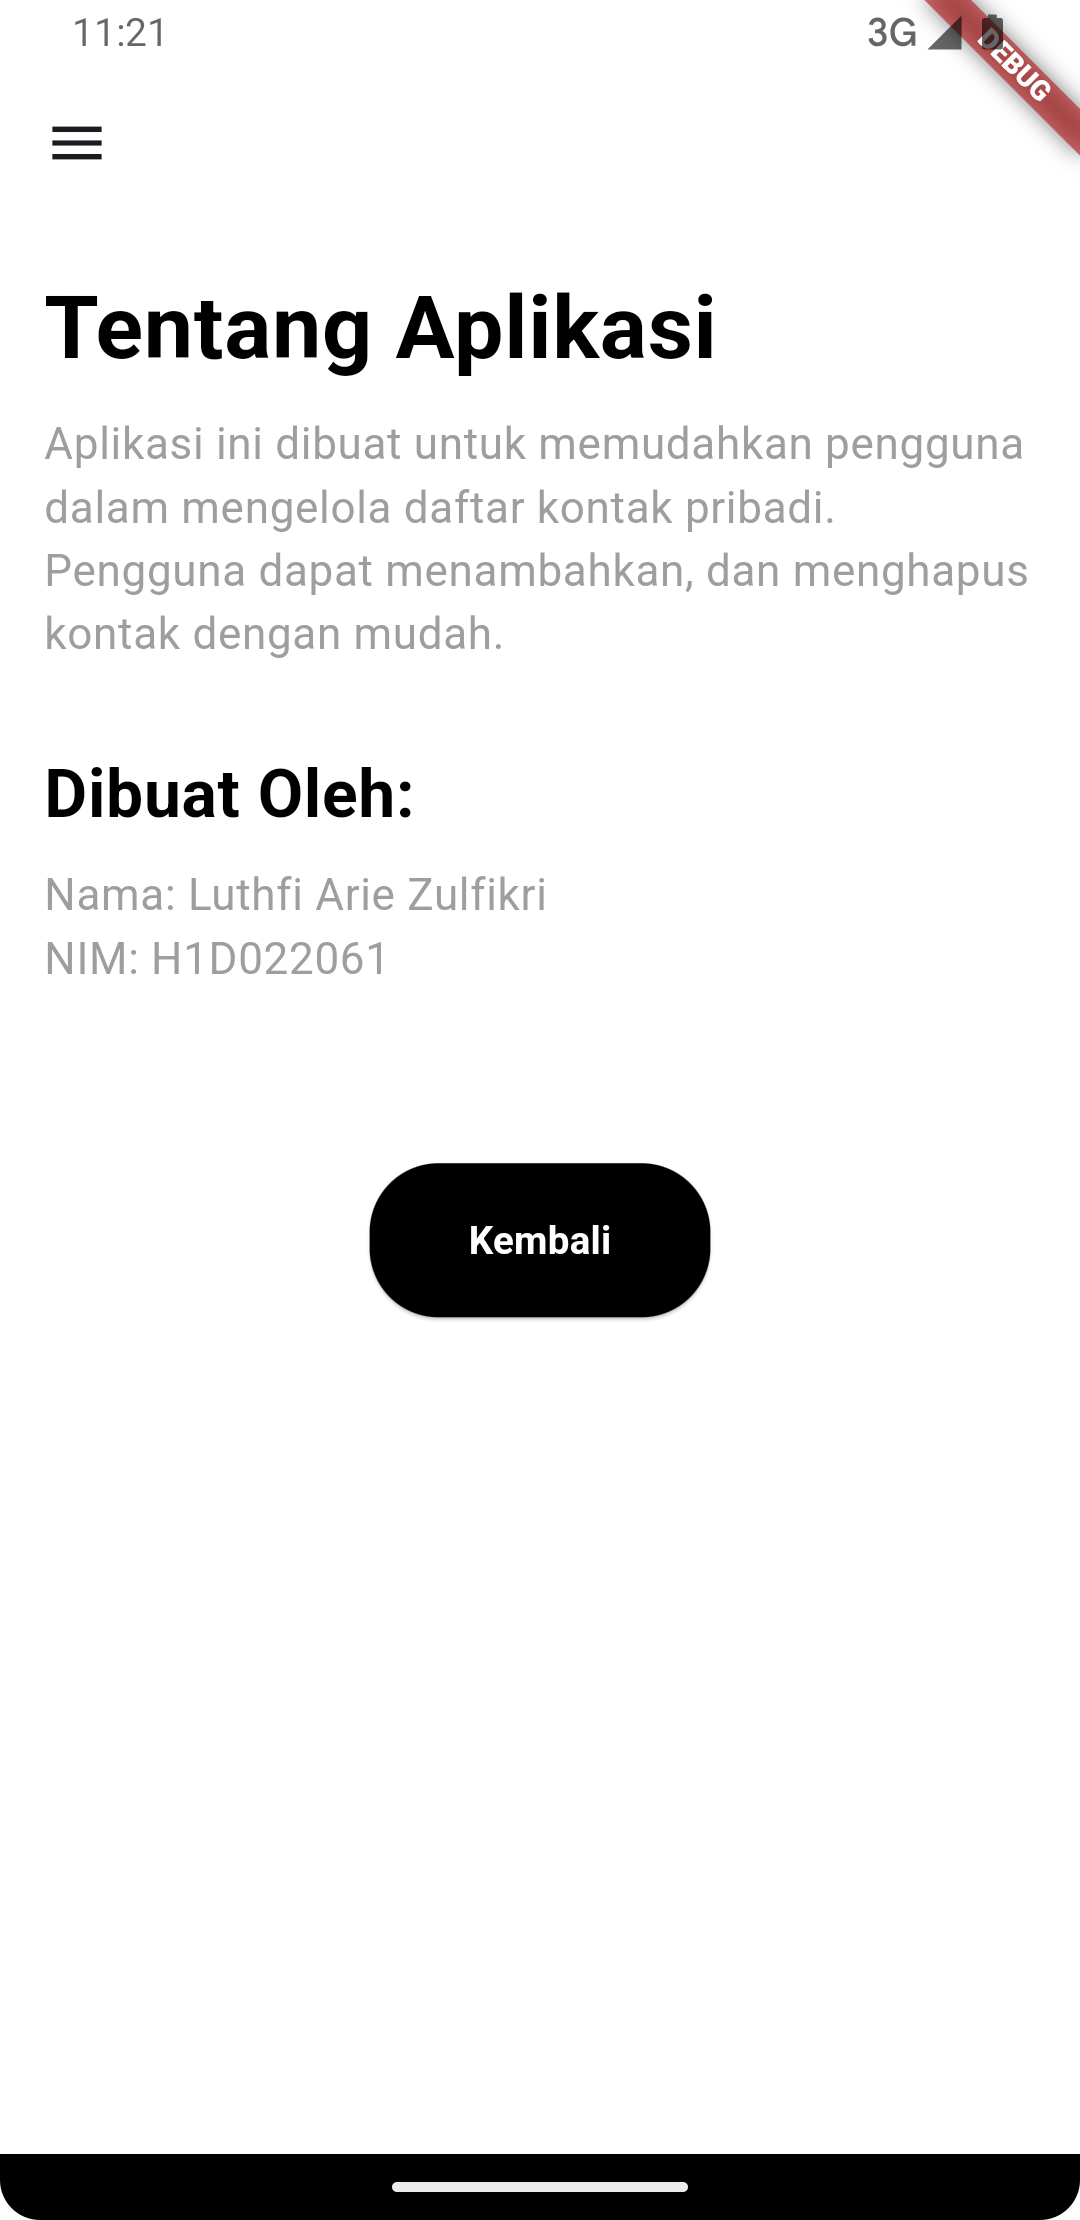 11:21
3G
DEBUG
Tentang Aplikasi
Aplikasi ini dibuat untuk memudahkan pengguna
dalam mengelola daftar kontak pribadi.
Pengguna dapat menambahkan, dan menghapus
kontak dengan mudah.
Dibuat Oleh:
Nama: Luthfi Arie Zulfikri
NIM: H1D022061
Kembali